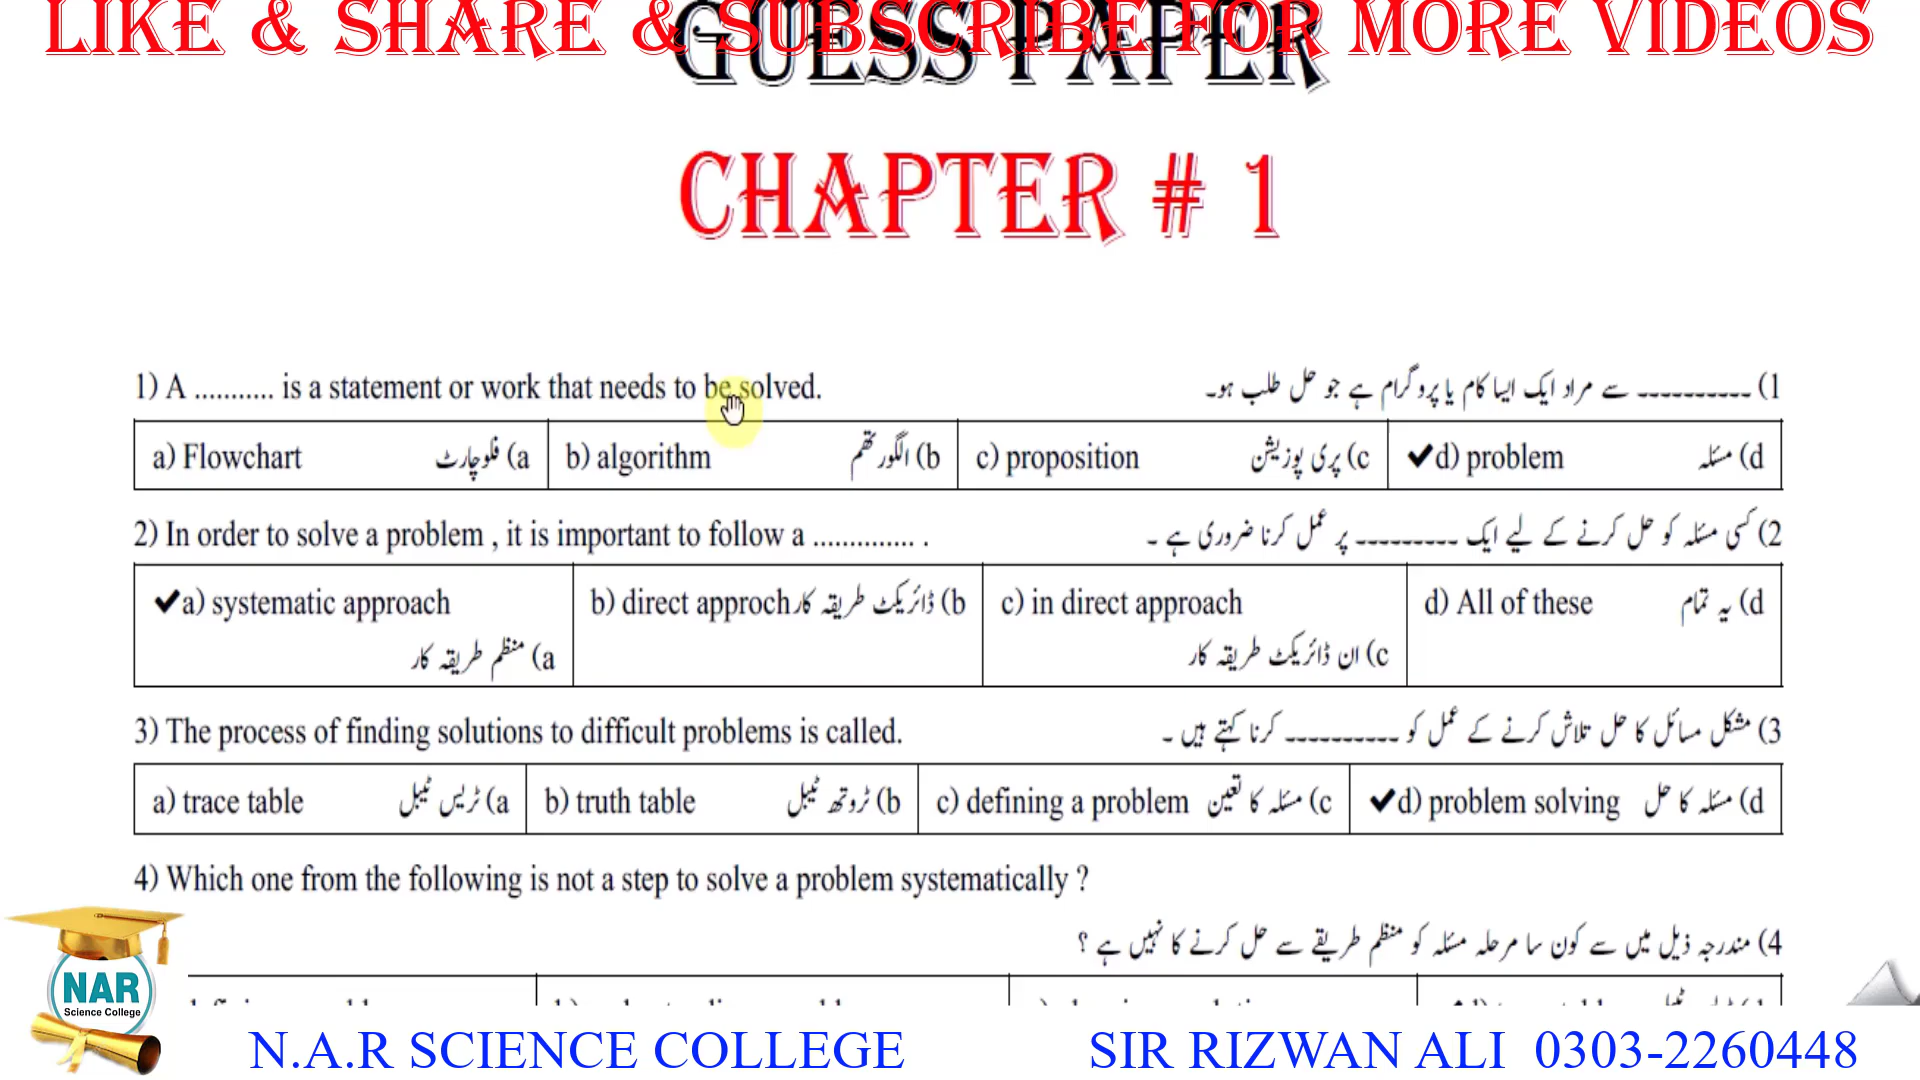 LIKE & SHARE & SUBSCRIBE FOR MORE VIDEOS
GUESS PAPER
CHAPTER # 1
1) A ........... is a statement or work that needs to be solved.
1) ----------- سے مراد ایک ایسا کام یا پروگرام ہے جو حل طلب ہو۔
a) Flowchart a) فلوچارٹ b) algorithm b) الگورتھم c) proposition c) پری پوزیشن ✔d) problem d) مسئلہ
2) In order to solve a problem , it is important to follow a .............. .
2) کسی مسئلہ کو حل کرنے کے لیے ایک ---------- پر عمل کرنا ضروری ہے ۔
✔a) systematic approach b) direct approch b) ڈائریکٹ طریقہ کار c) in direct approach d) All of these d) یہ تمام
a) منظم طریقہ کار c) ان ڈائریکٹ طریقہ کار
3) The process of finding solutions to difficult problems is called.
3) مشکل مسائل کا حل تلاش کرنے کے عمل کو ----------- کرنا کہتے ہیں ۔
a) trace table a) ٹریس ٹیبل b) truth table b) ٹروتھ ٹیبل c) defining a problem c) مسئلہ کا تعین ✔d) problem solving d) مسئلہ کا حل
4) Which one from the following is not a step to solve a problem systematically ?
4) مندرجہ ذیل میں سے کون سا مرحلہ مسئلہ کو منظم طریقے سے حل کرنے کا نہیں ہے ؟
NAR
Science College
N.A.R SCIENCE COLLEGE SIR RIZWAN ALI 0303-2260448